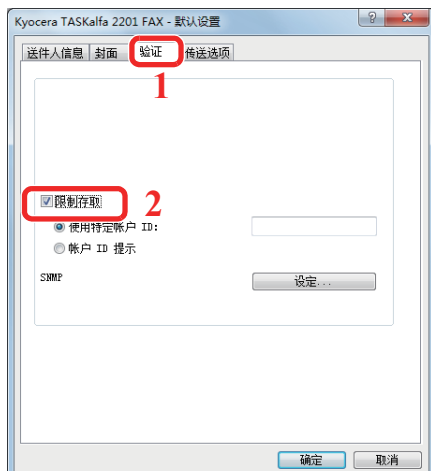 Kyocera TASKalfa 2201 FAX - 默认设置
送件人信息 封面 验证 传送选项
1
限制存取 2
使用特定帐户 ID:
帐户 ID 提示
SNMP 设定...
确定 取消